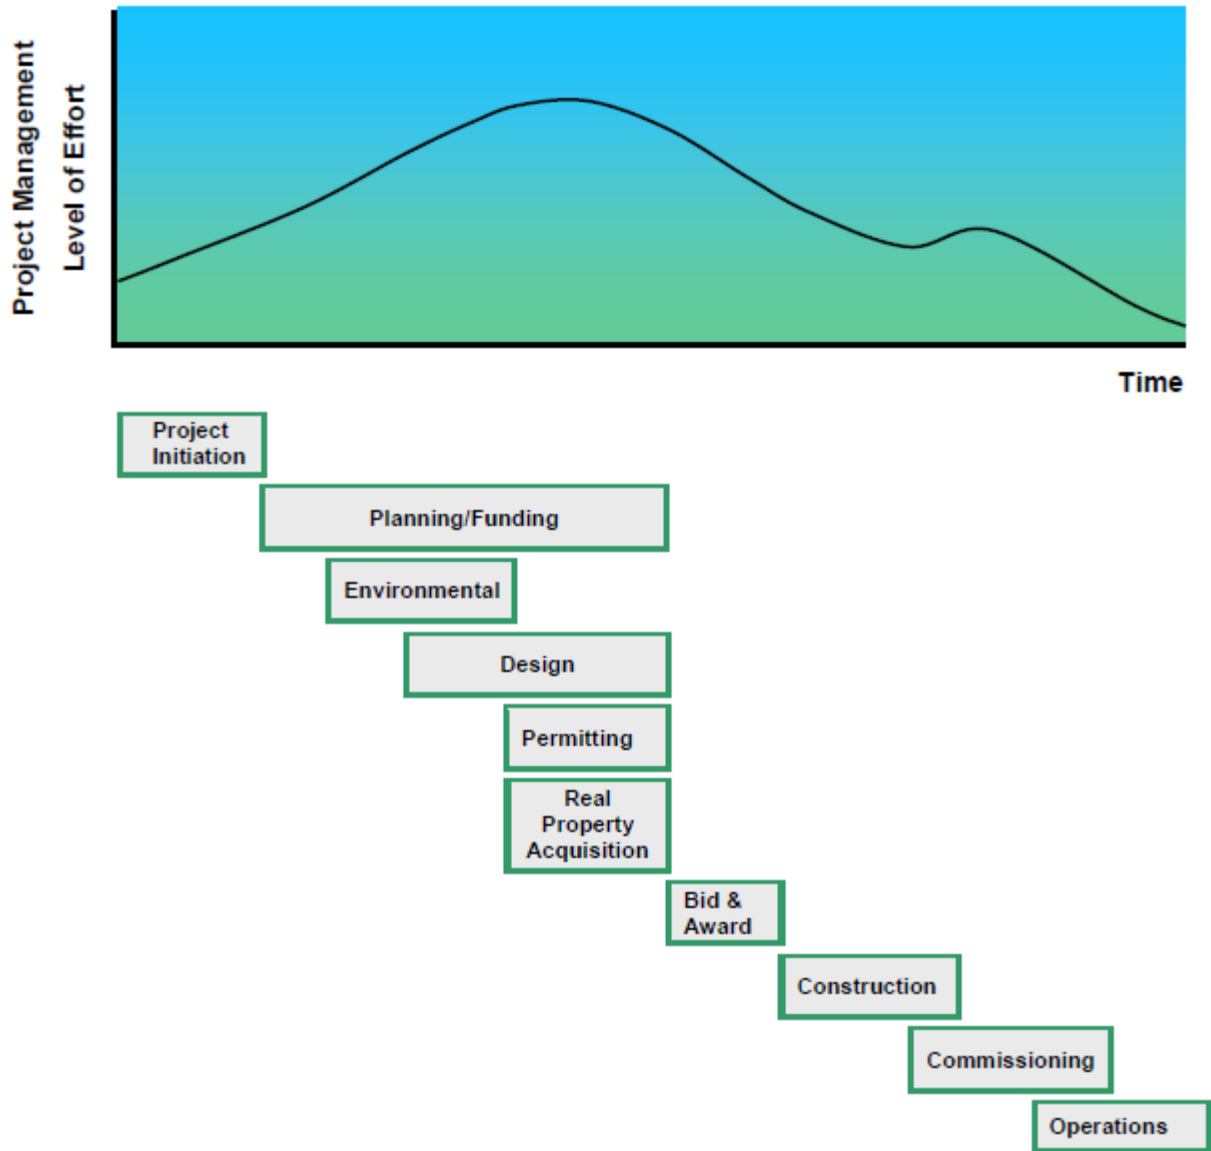 Project Management
Level of Effort
Time
Project
Initiation
Planning/Funding
Environmental
Design
Permitting
Real
Property
Acquisition
Bid &
Award
Construction
Commissioning
Operations